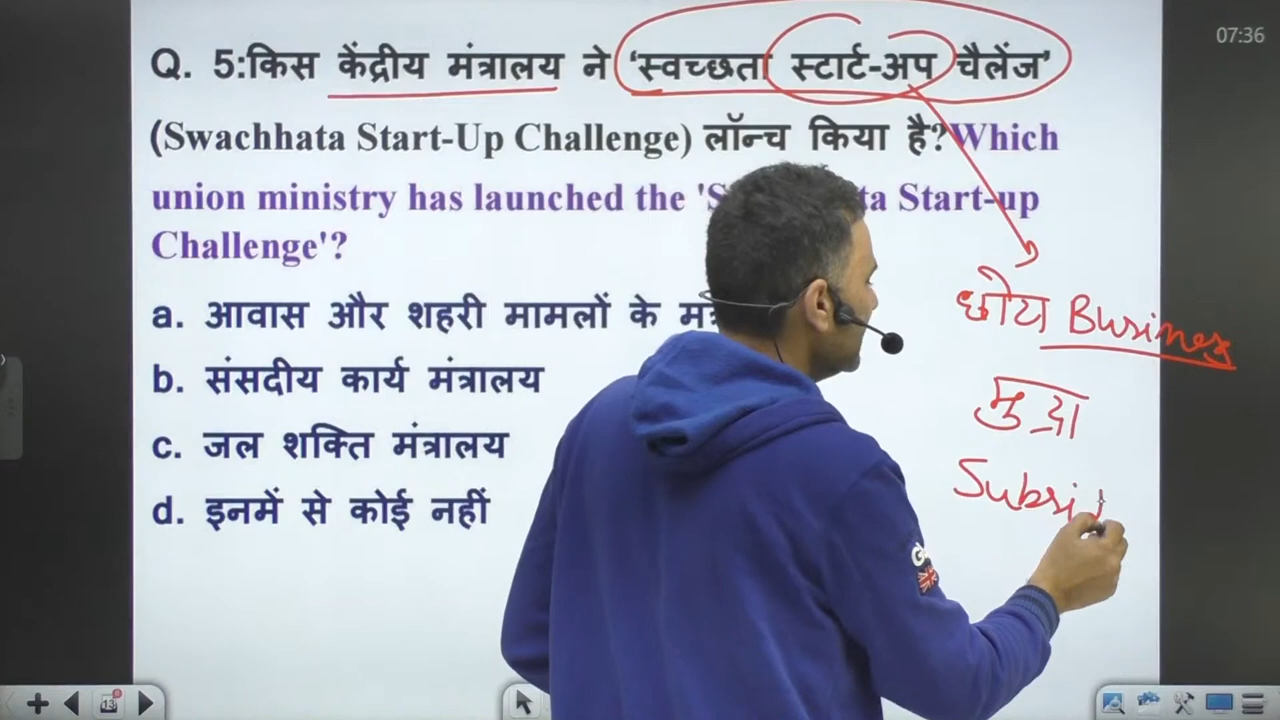 07:36
Q. 5:किस केंद्रीय मंत्रालय ने ‘स्वच्छता स्टार्ट-अप चैलेंज’
(Swachhata Start-Up Challenge) लॉन्च किया है?Which
union ministry has launched the 'S ta Start-up
Challenge'?
a. आवास और शहरी मामलों के
b. संसदीय कार्य मंत्रालय
c. जल शक्ति मंत्रालय
d. इनमें से कोई नहीं
छोटा Business
मुद्रा
Subsi
13